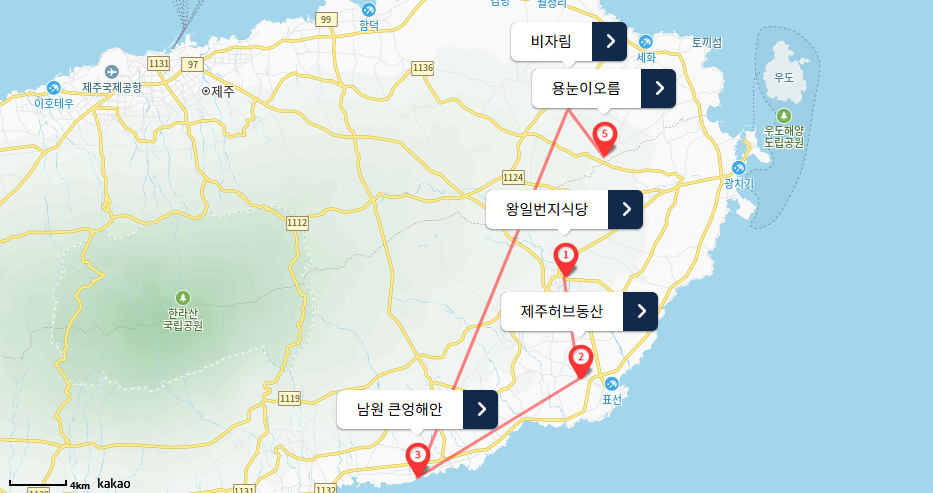 월정리
99
함덕
비자림
세화
토끼섬
1131
97
1136
제주국제공항
우도
이호테우
제주
용눈이오름
우도해양
도립공원
5
1124
광치기
왕일번지식당
1112
1
한라산
국립공원
제주허브동산
2
표선
1119
남원 큰엉해안
3
4km
kakao
1131
1132